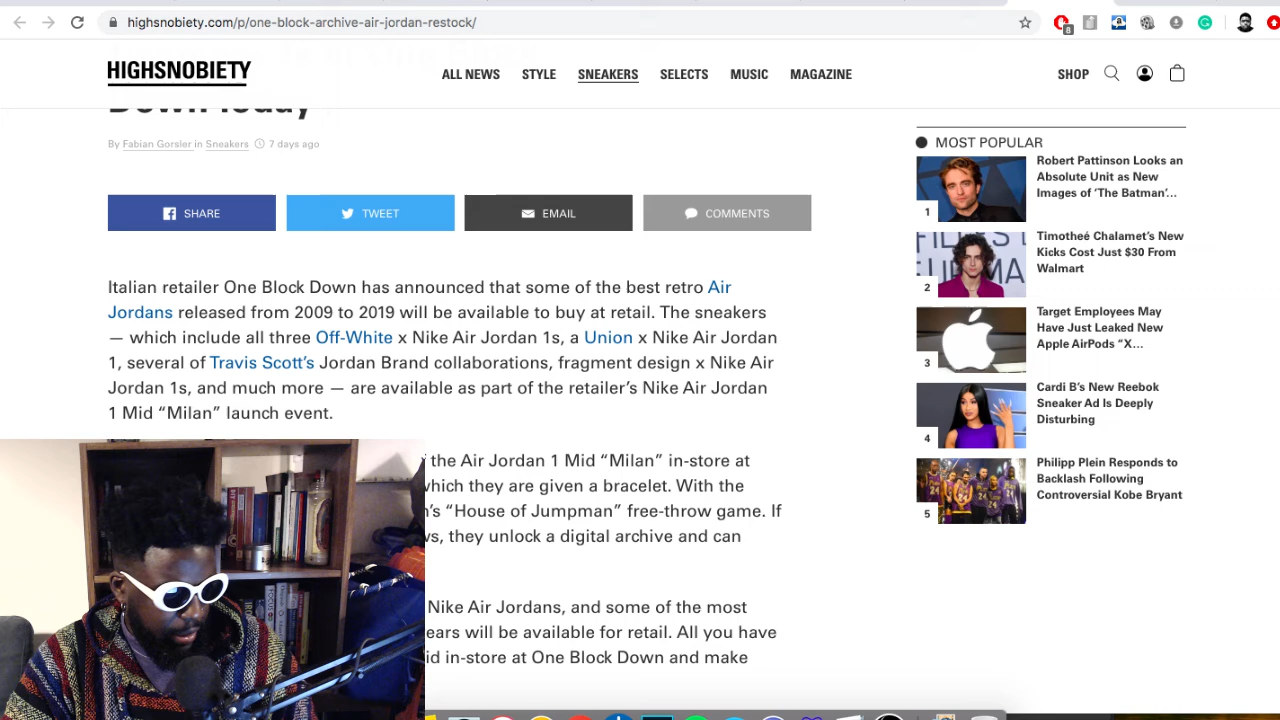 highsnobiety.com/p/one-block-archive-air-jordan-restock/
8
HIGHSNOBIETY
ALL NEWS STYLE SNEAKERS SELECTS MUSIC MAGAZINE
SHOP
Down Today
By Fabian Gorsler in Sneakers 7 days ago
SHARE TWEET EMAIL COMMENTS
Italian retailer One Block Down has announced that some of the best retro Air
Jordans released from 2009 to 2019 will be available to buy at retail. The sneakers
— which include all three Off-White x Nike Air Jordan 1s, a Union x Nike Air Jordan
1, several of Travis Scott’s Jordan Brand collaborations, fragment design x Nike Air
Jordan 1s, and much more — are available as part of the retailer’s Nike Air Jordan
1 Mid “Milan” launch event.
the Air Jordan 1 Mid “Milan” in-store at
which they are given a bracelet. With the
’s “House of Jumpman” free-throw game. If
ws, they unlock a digital archive and can
Nike Air Jordans, and some of the most
ears will be available for retail. All you have
id in-store at One Block Down and make
MOST POPULAR
1
Robert Pattinson Looks an
Absolute Unit as New
Images of ‘The Batman’...
2
Timotheé Chalamet’s New
Kicks Cost Just $30 From
Walmart
3
Target Employees May
Have Just Leaked New
Apple AirPods “X...
4
Cardi B’s New Reebok
Sneaker Ad Is Deeply
Disturbing
5
Philipp Plein Responds to
Backlash Following
Controversial Kobe Bryant